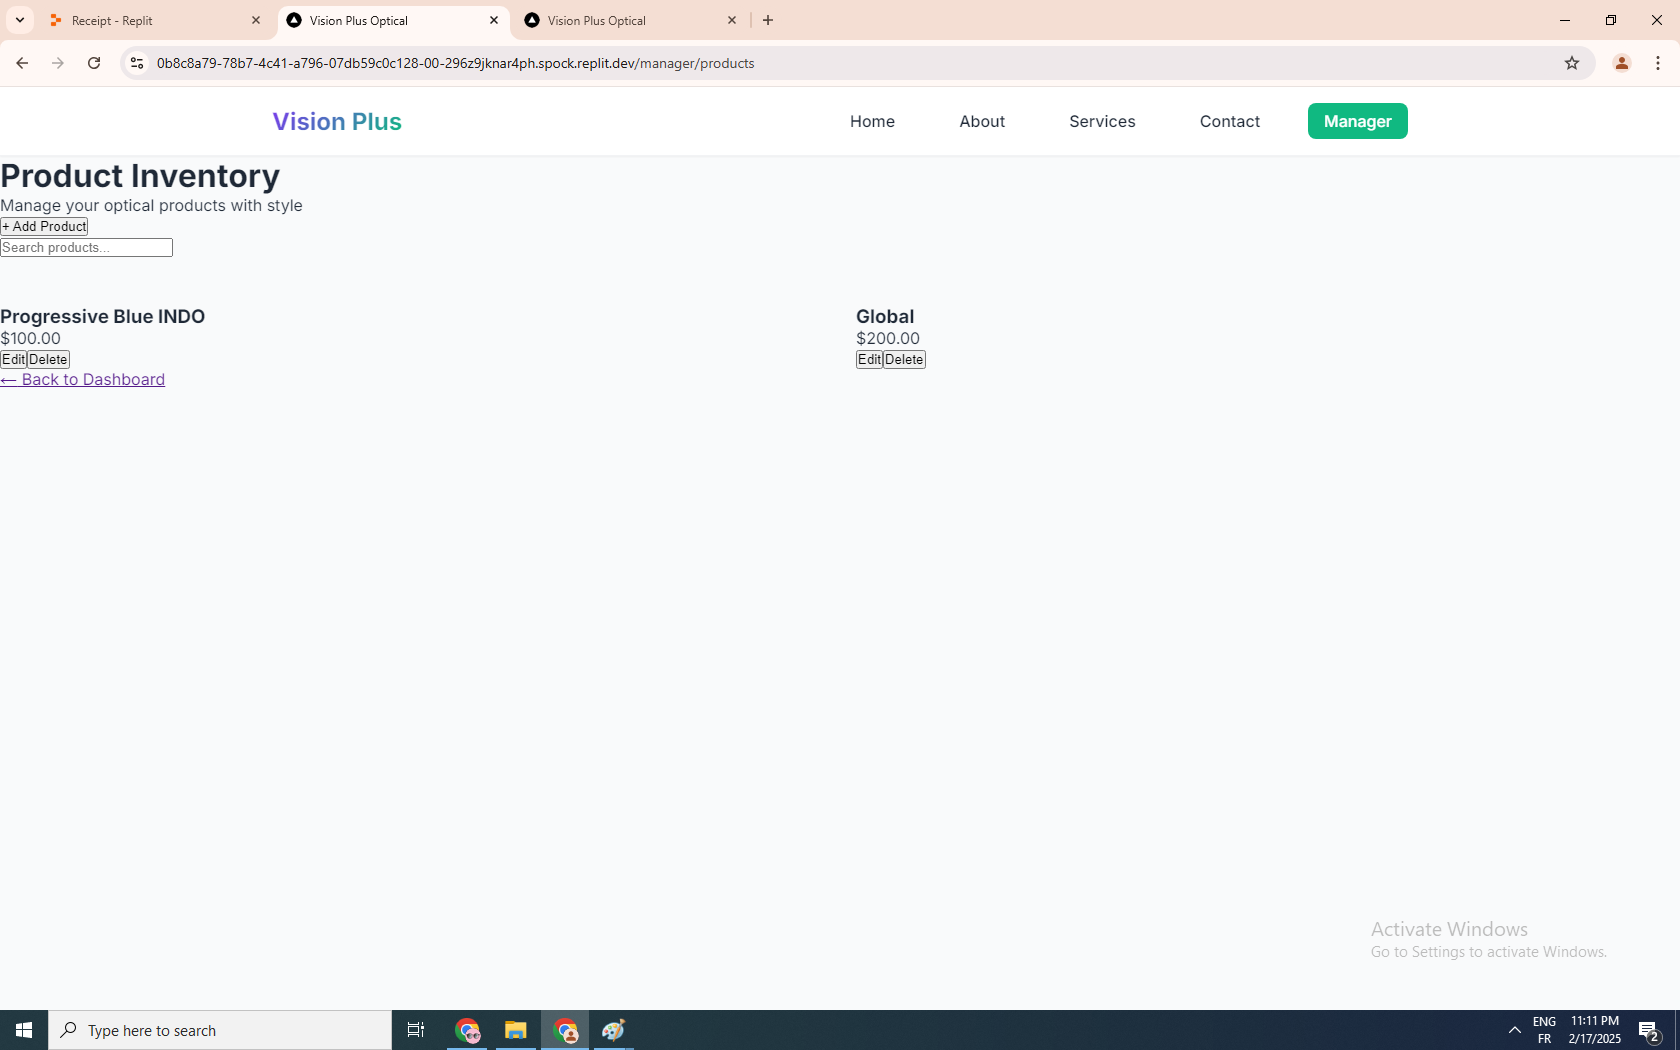 Receipt - Replit
Vision Plus Optical
Vision Plus Optical
0b8c8a79-78b7-4c41-a796-07db59c0c128-00-296z9jknar4ph.spock.replit.dev/manager/products
Vision Plus
Home
About
Services
Contact
Manager
Product Inventory
Manage your optical products with style
+ Add Product
Search products...
Progressive Blue INDO
$100.00
Edit Delete
Global
$200.00
Edit Delete
← Back to Dashboard
Activate Windows
Go to Settings to activate Windows.
Type here to search
ENG
FR
11:11 PM
2/17/2025
2